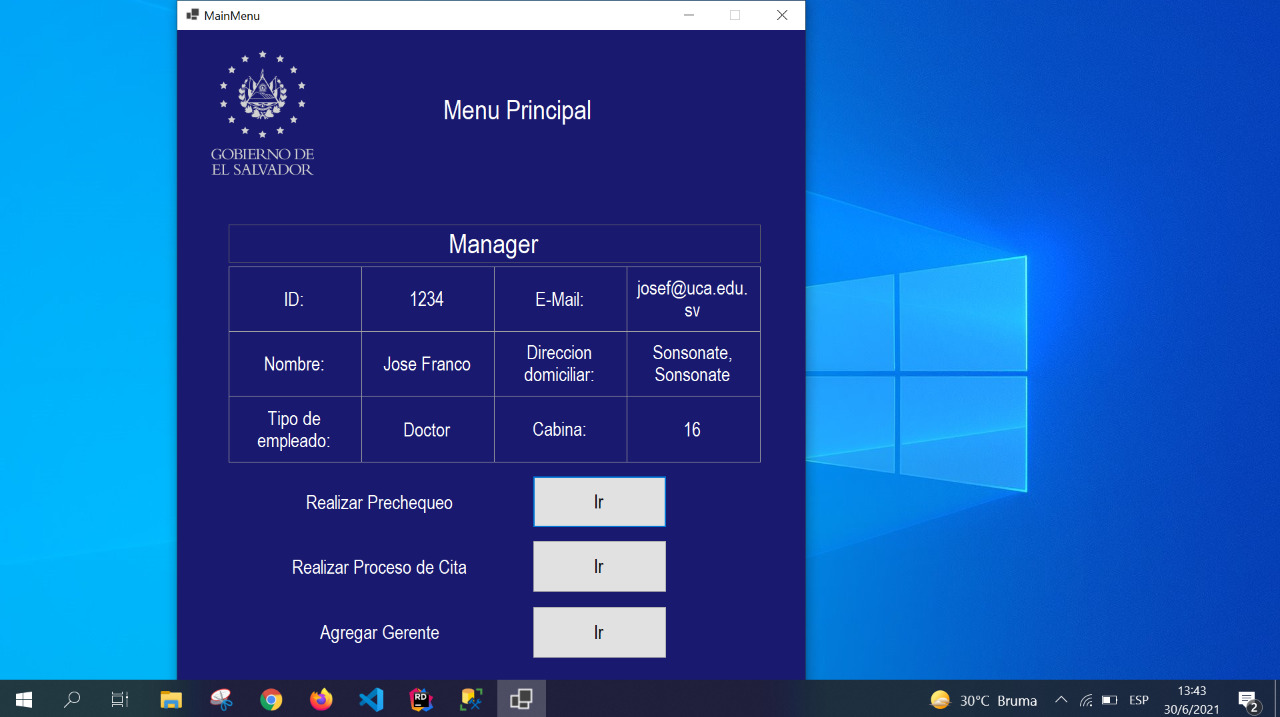 MainMenu
GOBIERNO DE
EL SALVADOR
Menu Principal
Manager
ID:
1234
E-Mail:
josef@uca.edu.
sv
Nombre:
Jose Franco
Direccion
domiciliar:
Sonsonate,
Sonsonate
Tipo de
empleado:
Doctor
Cabina:
16
Realizar Prechequeo
Ir
Realizar Proceso de Cita
Ir
Agregar Gerente
Ir
RD
30°C Bruma
ESP
13:43
30/6/2021
2